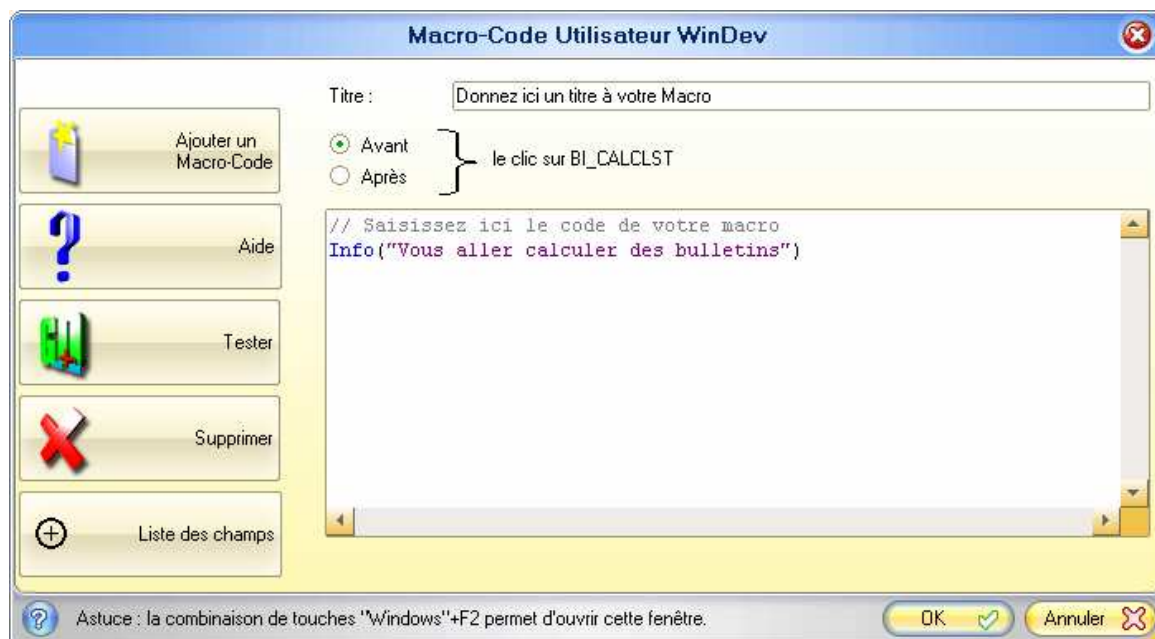 Macro-Code Utilisateur WinDev
Titre :
Donnez ici un titre à votre Macro
Ajouter un
Macro-Code
Avant
Après
le clic sur BI_CALCLST
// Saisissez ici le code de votre macro
Info("Vous aller calculer des bulletins")
Aide
Tester
Supprimer
Liste des champs
Astuce : la combinaison de touches "Windows"+F2 permet d'ouvrir cette fenêtre.
OK
Annuler